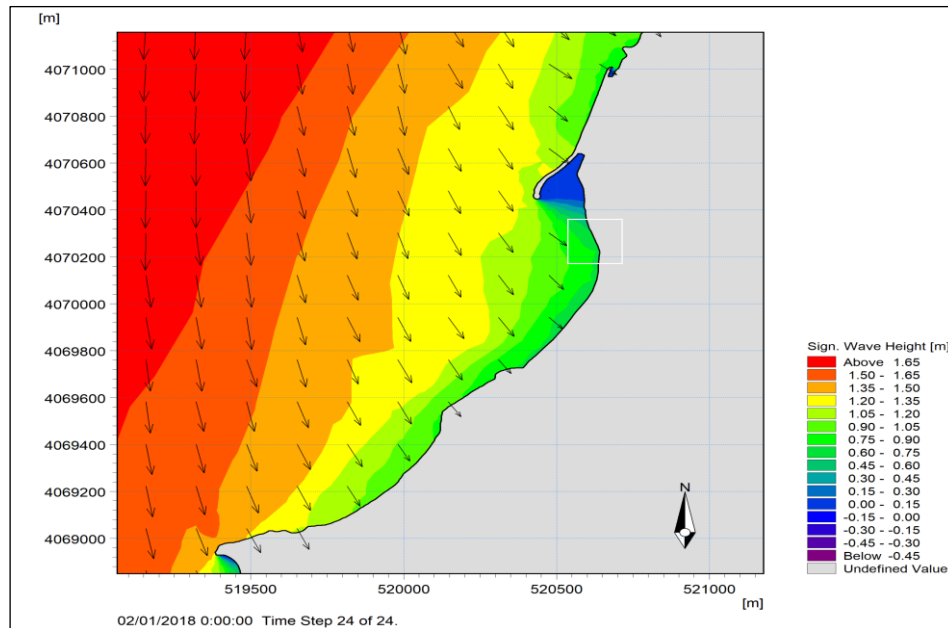 [m]
4071000
4070800
4070600
4070400
4070200
4070000
4069800
4069600
4069400
4069200
4069000
519500 520000 520500 521000
[m]
02/01/2018 0:00:00 Time Step 24 of 24.
N
Sign. Wave Height [m]
Above 1.65
1.50 - 1.65
1.35 - 1.50
1.20 - 1.35
1.05 - 1.20
0.90 - 1.05
0.75 - 0.90
0.60 - 0.75
0.45 - 0.60
0.30 - 0.45
0.15 - 0.30
0.00 - 0.15
-0.15 - 0.00
-0.30 - -0.15
-0.45 - -0.30
Below -0.45
Undefined Value